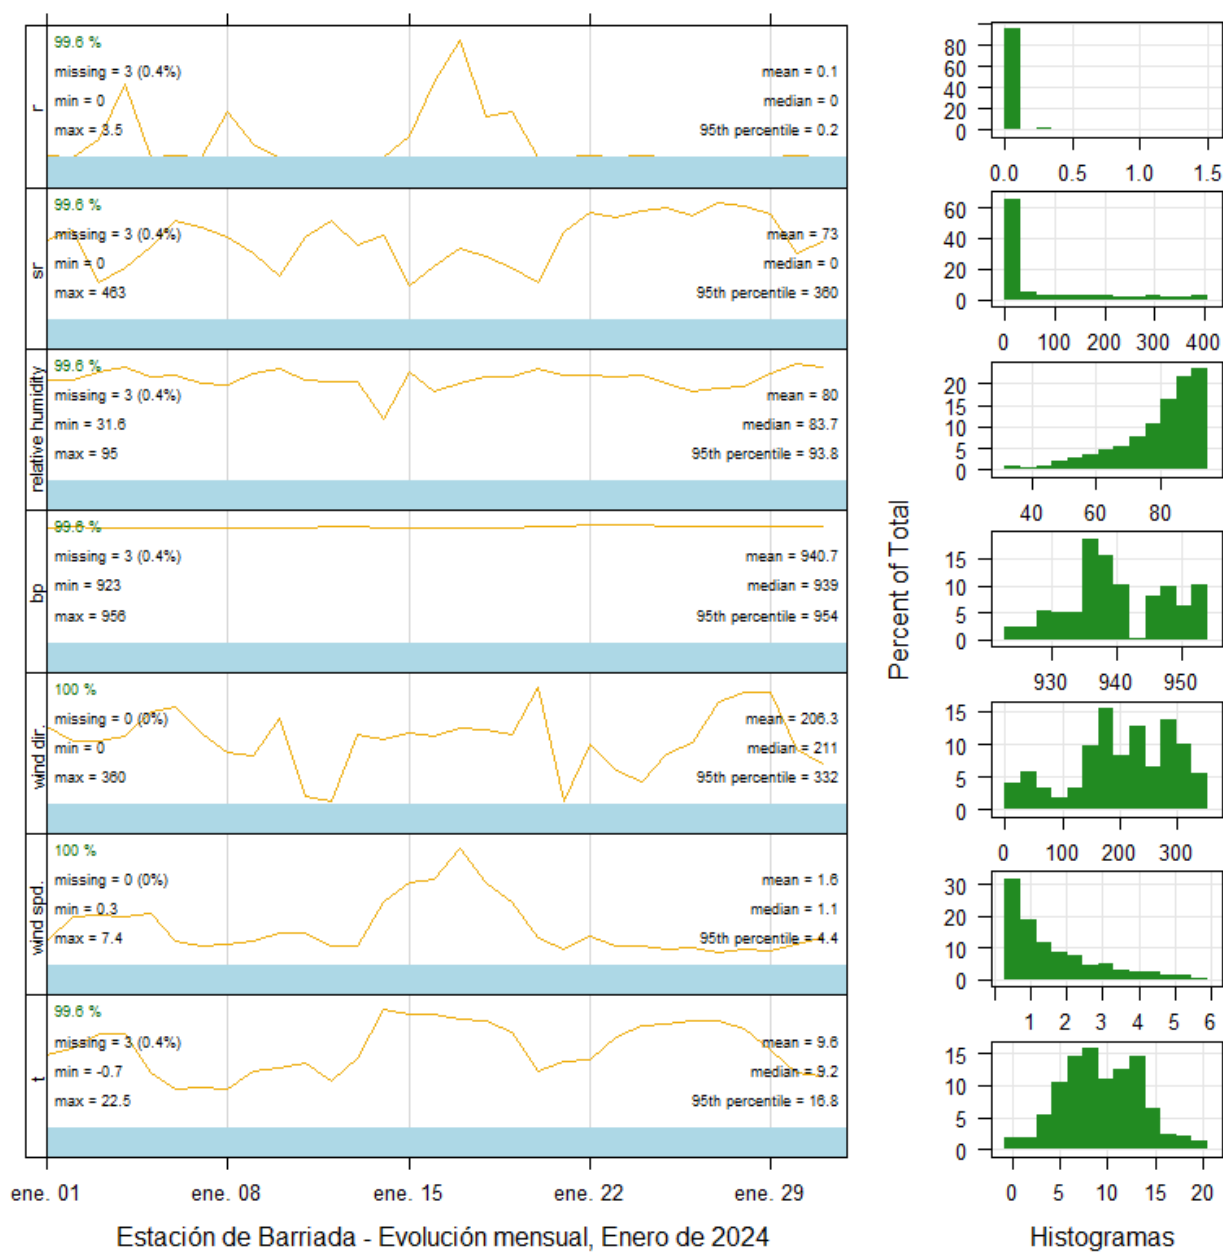 99.6 %
missing = 3 (0.4%)
mean = 0.1
min = 0
median = 0
max = 3.5
95th percentile = 0.2
r
99.6 %
missing = 3 (0.4%)
mean = 73
min = 0
median = 0
max = 463
95th percentile = 360
sr
99.6 %
missing = 3 (0.4%)
mean = 80
min = 31.6
median = 83.7
max = 95
95th percentile = 93.8
relative humidity
99.6 %
missing = 3 (0.4%)
mean = 940.7
min = 923
median = 939
max = 956
95th percentile = 954
bp
100 %
missing = 0 (0%)
mean = 206.3
min = 0
median = 211
max = 360
95th percentile = 332
wind dir.
100 %
missing = 0 (0%)
mean = 1.6
min = 0.3
median = 1.1
max = 7.4
95th percentile = 4.4
wind spd.
99.6 %
missing = 3 (0.4%)
mean = 9.6
min = -0.7
median = 9.2
max = 22.5
95th percentile = 16.8
t
ene. 01 ene. 08 ene. 15 ene. 22 ene. 29
Estación de Barriada - Evolución mensual, Enero de 2024
Percent of Total
80
60
40
20
0
0.0 0.5 1.0 1.5
60
40
20
0
0 100 200 300 400
20
15
10
5
0
40 60 80
15
10
5
0
930 940 950
15
10
5
0
0 100 200 300
30
20
10
0
1 2 3 4 5 6
15
10
5
0
0 5 10 15 20
Histogramas